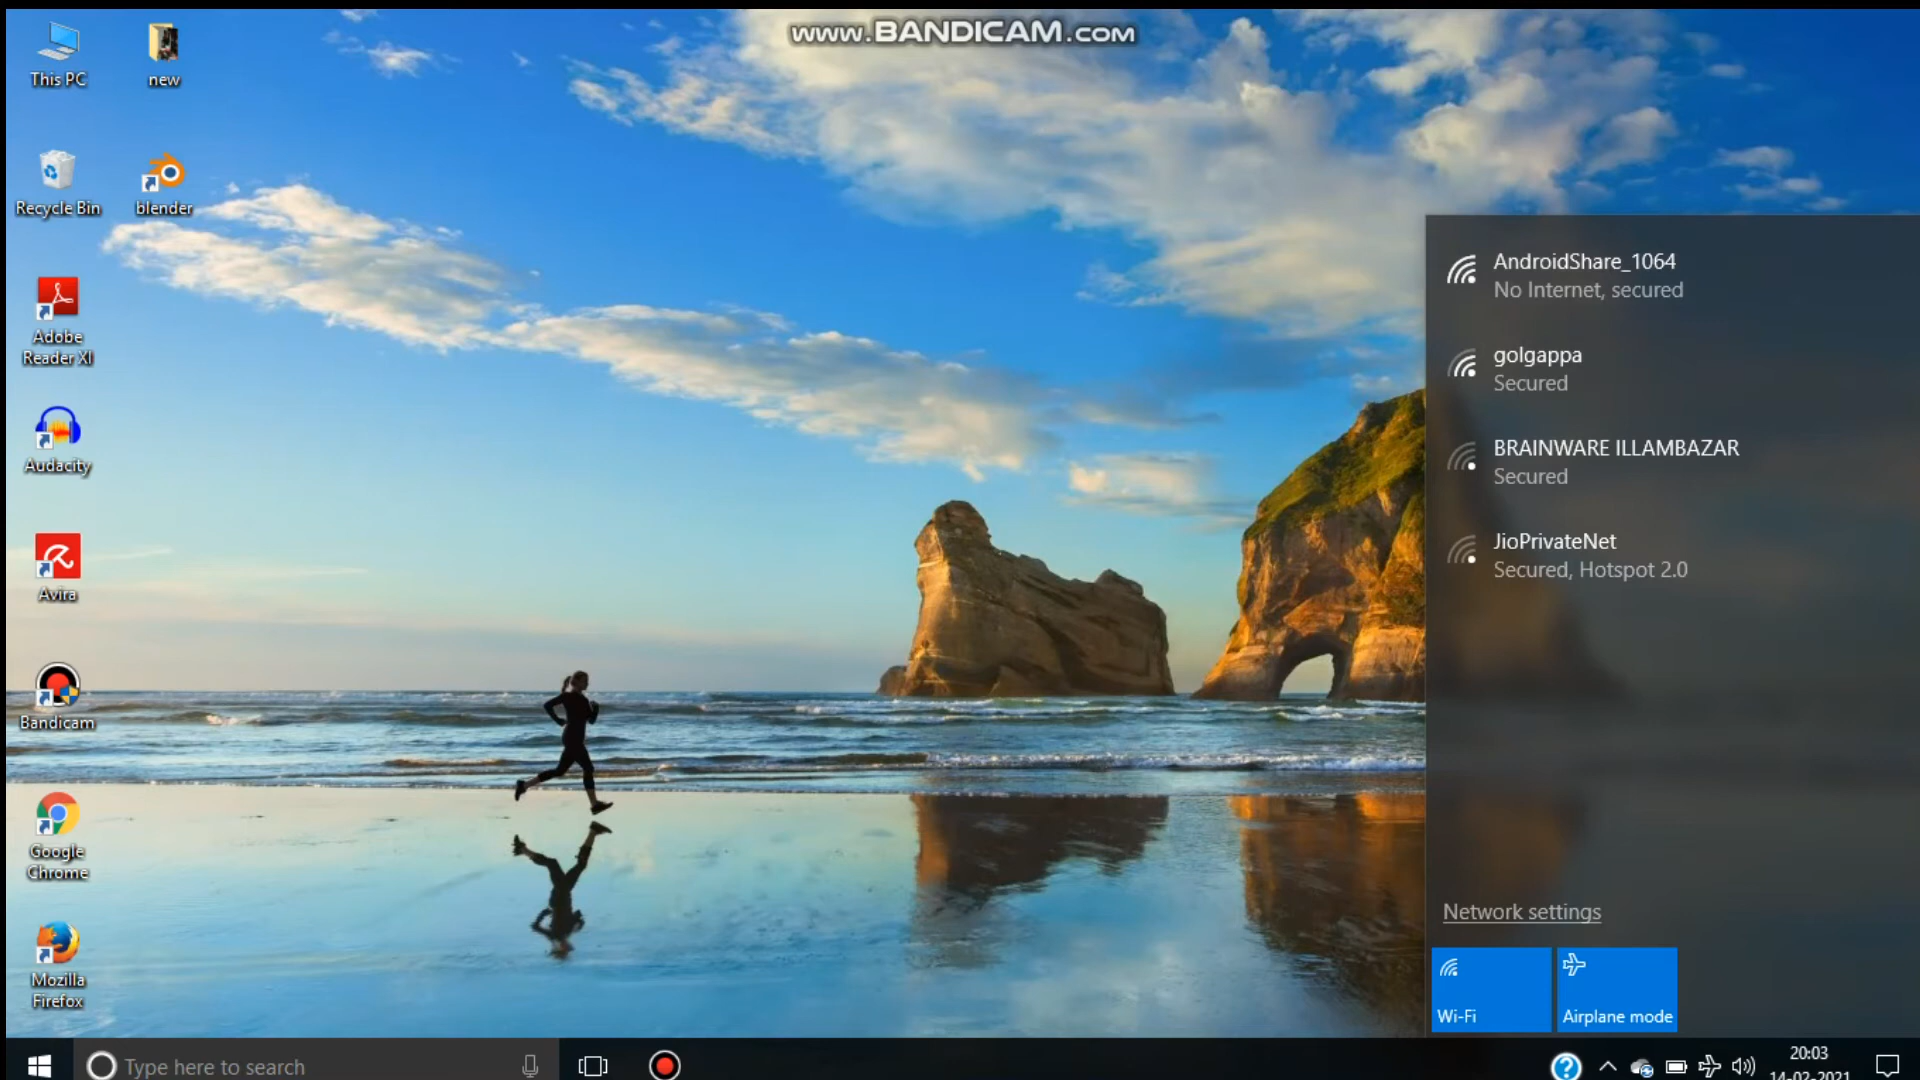 www.BANDICAM.com
This PC
new
Recycle Bin
blender
Adobe
Reader XI
Audacity
Avira
Bandicam
Google
Chrome
Mozilla
Firefox
AndroidShare_1064
No Internet, secured
golgappa
Secured
BRAINWARE ILLAMBAZAR
Secured
JioPrivateNet
Secured, Hotspot 2.0
Network settings
Wi-Fi
Airplane mode
Type here to search
20:03
14-02-2021